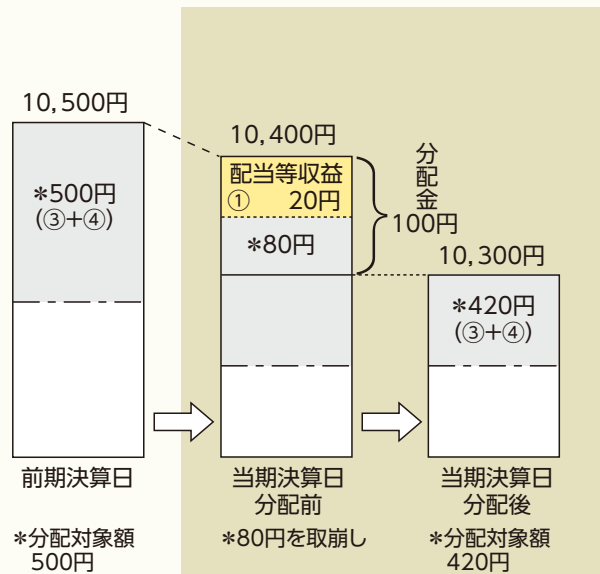 10,500円
＊500円
(③+④)
前期決算日
＊分配対象額
500円
10,400円
配当等収益
① 20円
＊80円
分配金
100円
当期決算日
分配前
＊80円を取崩し
10,300円
＊420円
(③+④)
当期決算日
分配後
＊分配対象額
420円